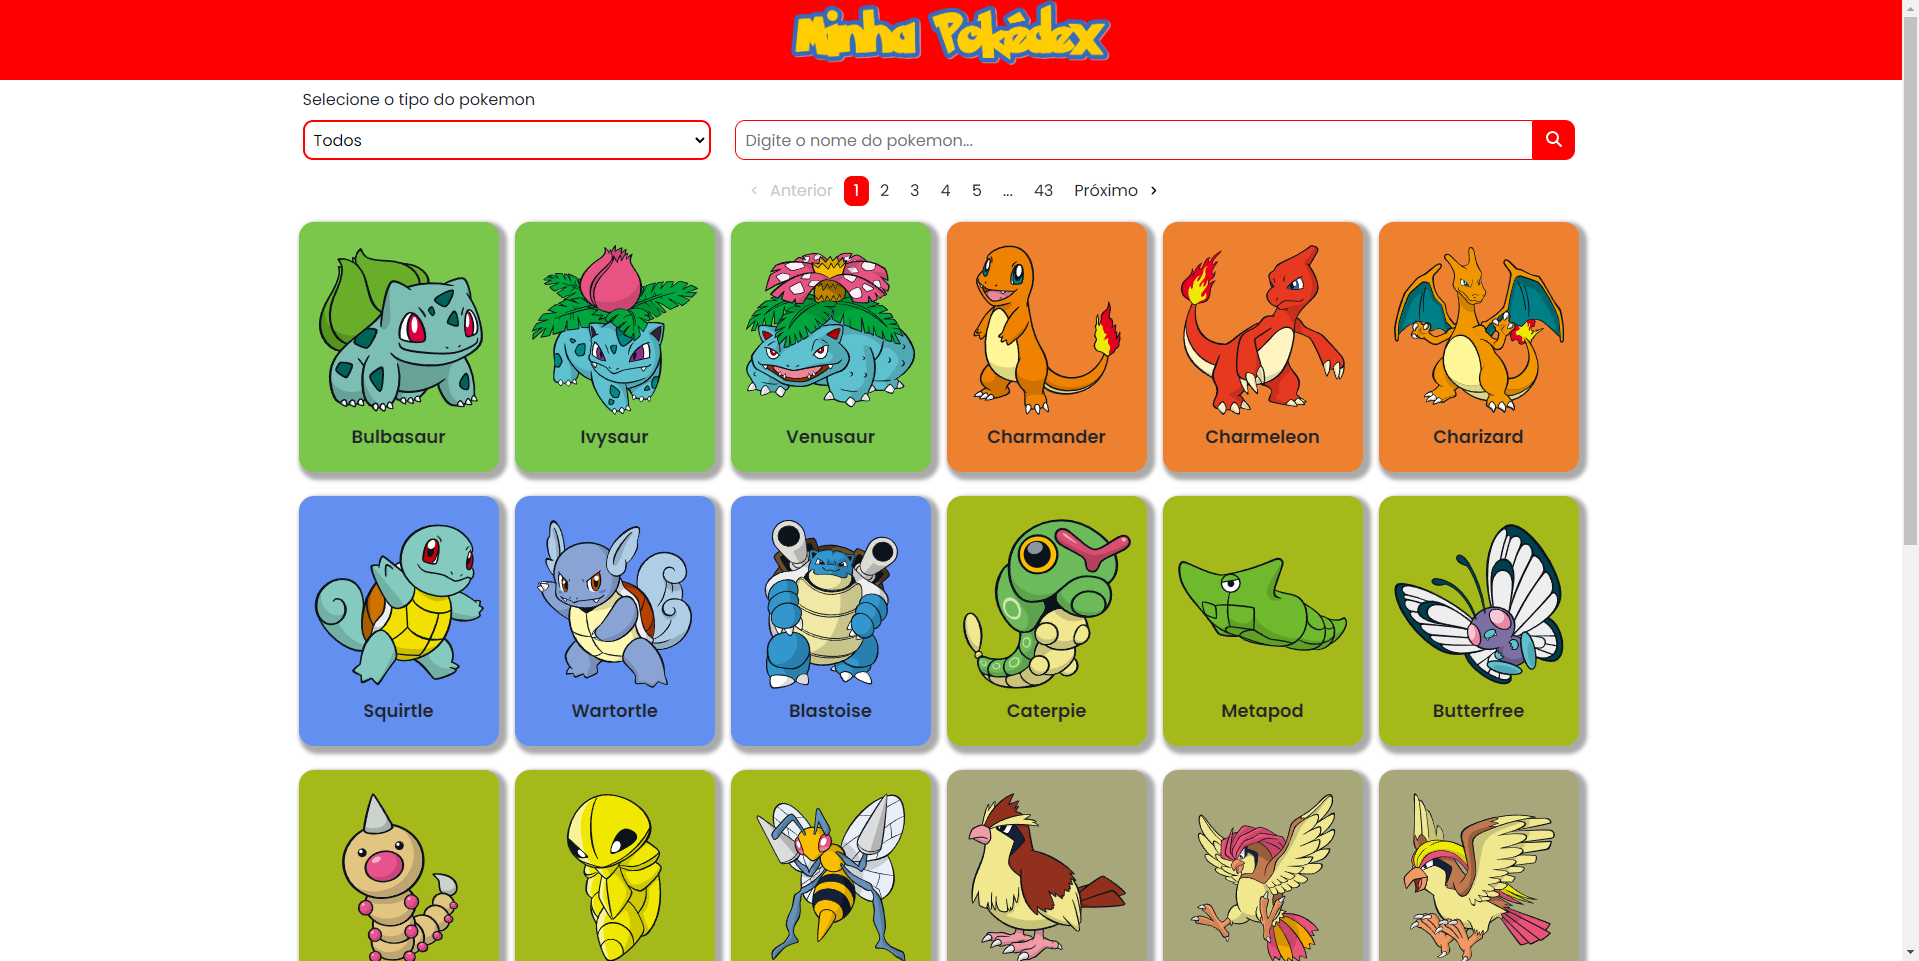 Minha Pokédex
Selecione o tipo do pokemon
Todos
Digite o nome do pokemon...
Anterior 1 2 3 4 5 ... 43 Próximo
Bulbasaur Ivysaur Venusaur Charmander Charmeleon Charizard
Squirtle Wartortle Blastoise Caterpie Metapod Butterfree